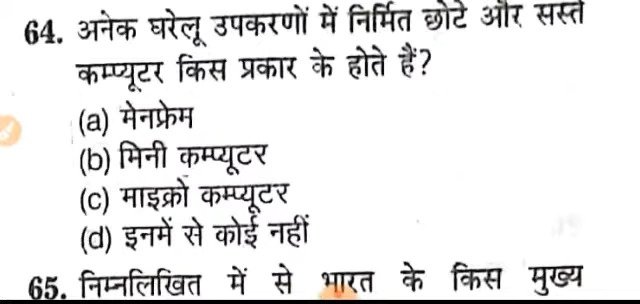 64. अनेक घरेलू उपकरणों में निर्मित छोटे और सस्ते
कम्प्यूटर किस प्रकार के होते हैं?
(a) मेनफ्रेम
(b) मिनी कम्प्यूटर
(c) माइक्रो कम्प्यूटर
(d) इनमें से कोई नहीं
65. निम्नलिखित में से भारत के किस मुख्य